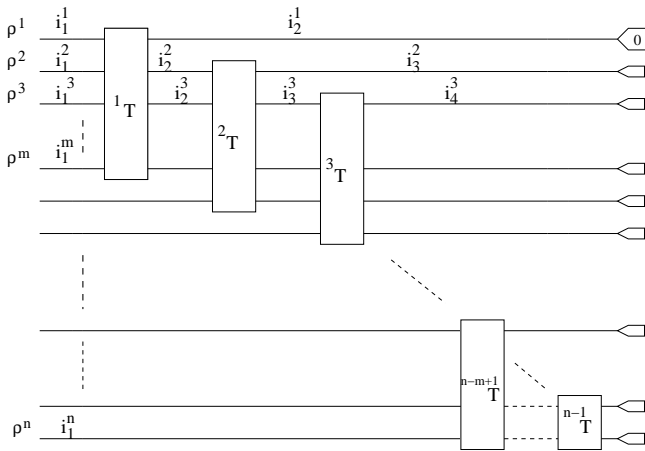 ρ¹ i₁¹ i₂¹ 0
ρ² i₁² i₂² i₃²
ρ³ i₁³ ¹T i₂³ i₃³ i₄³
²T
ρᵐ i₁ᵐ ³T
ⁿ⁻ᵐ⁺¹T
ⁿ⁻¹T
ρⁿ i₁ⁿ